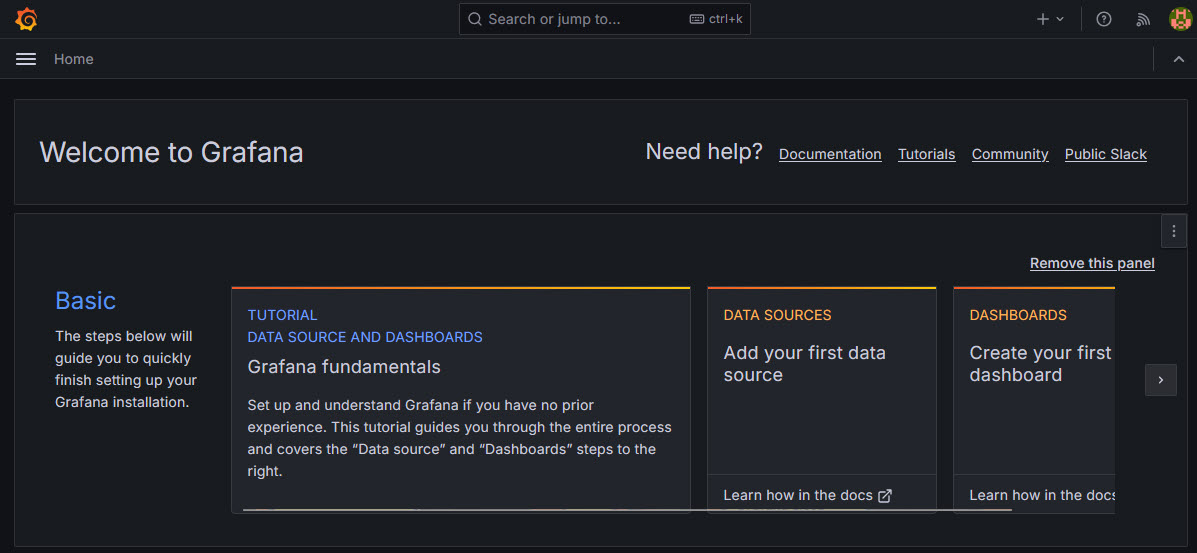 Search or jump to... ctrl+k
Home
Welcome to Grafana
Need help? Documentation Tutorials Community Public Slack
Remove this panel
Basic
The steps below will
guide you to quickly
finish setting up your
Grafana installation.
TUTORIAL
DATA SOURCE AND DASHBOARDS
Grafana fundamentals
Set up and understand Grafana if you have no prior
experience. This tutorial guides you through the entire process
and covers the “Data source” and “Dashboards” steps to the
right.
DATA SOURCES
Add your first data
source
Learn how in the docs
DASHBOARDS
Create your first
dashboard
Learn how in the docs